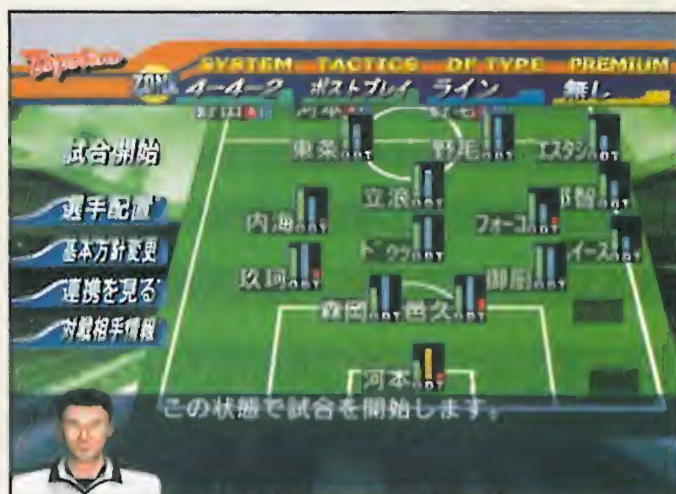 SYSTEM TACTICS DF TYPE PREMIUM
ZONE 4-4-2 ポストプレイ ライン 無し
東条 野毛 エスタシ
試合開始
立浪
内海 フォーコ 那智
選手配置
イース
基本方針変更
玖珂 御厨
連携を見る
森岡 邑久
対戦相手情報
河本
この状態で試合を開始します。